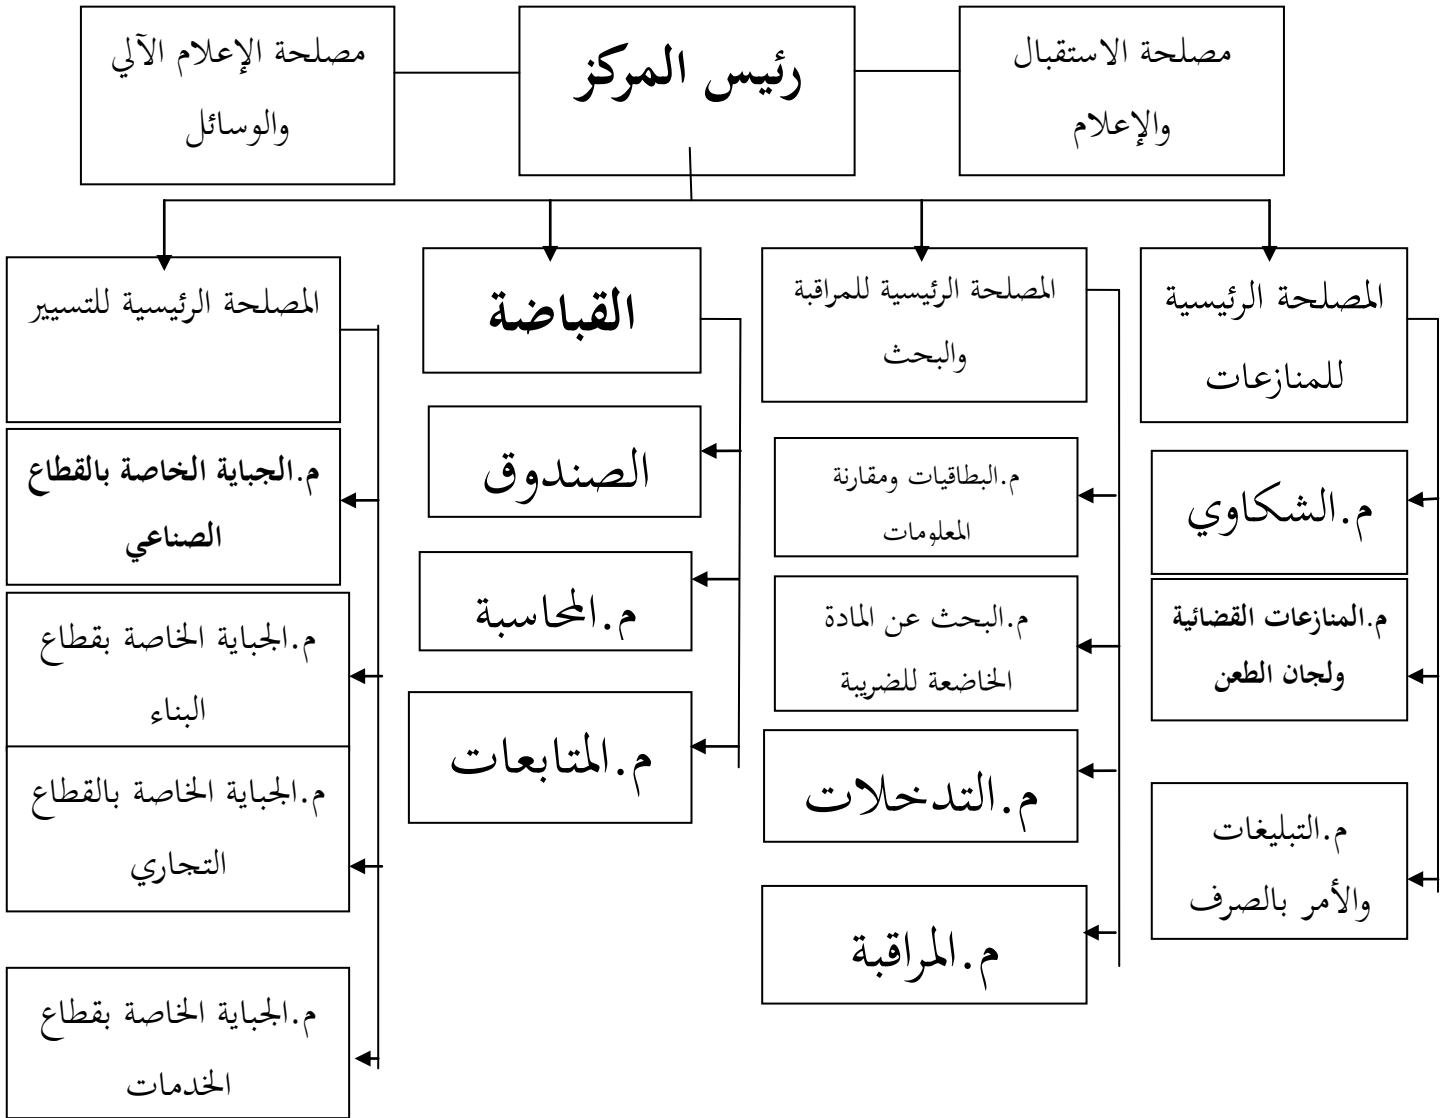 مصلحة الاستقبال
والإعلام
رئيس المركز
مصلحة الإعلام الآلي
والوسائل
المصلحة الرئيسية
للمنازعات
م.الشكاوي
م.المنازعات القضائية
ولجان الطعن
م.التبليغات
والأمر بالصرف
المصلحة الرئيسية للمراقبة
والبحث
م.البطاقيات ومقارنة
المعلومات
م.البحث عن المادة
الخاضعة للضريبة
م.التدخلات
م.المراقبة
القباضة
الصندوق
م.المحاسبة
م.المتابعات
المصلحة الرئيسية للتسيير
م.الجباية الخاصة بالقطاع
الصناعي
م.الجباية الخاصة بقطاع
البناء
م.الجباية الخاصة بالقطاع
التجاري
م.الجباية الخاصة بقطاع
الخدمات